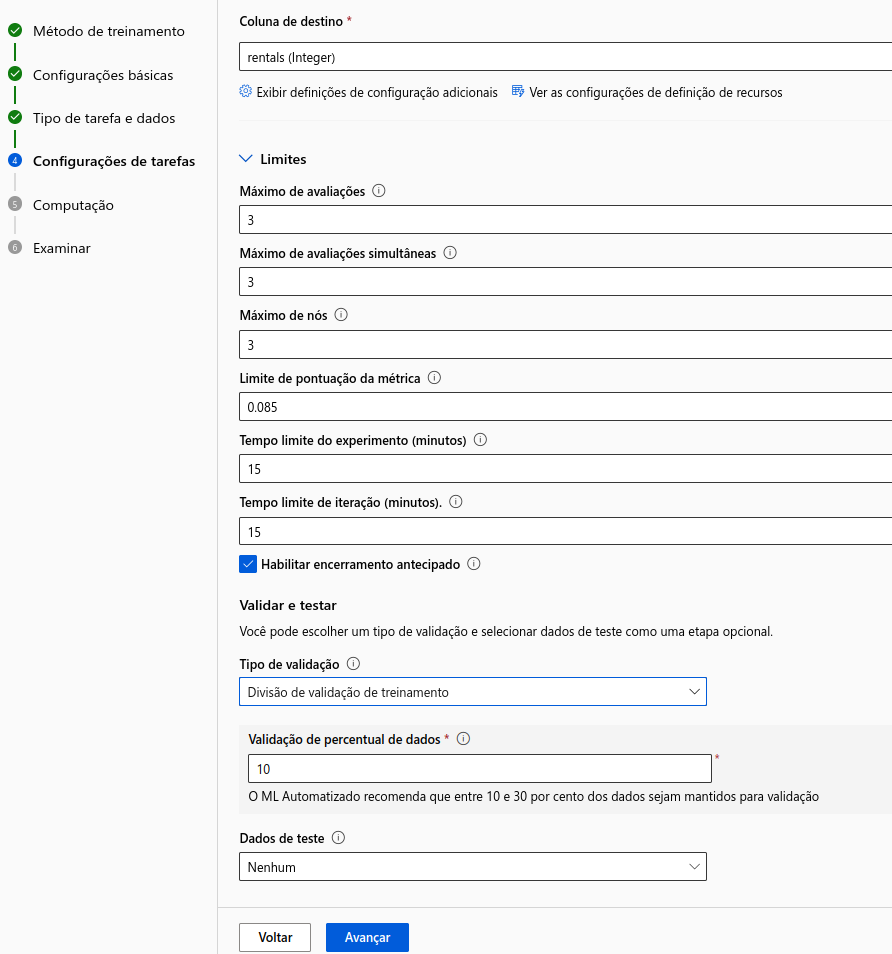 Método de treinamento
Configurações básicas
Tipo de tarefa e dados
4 Configurações de tarefas
5 Computação
6 Examinar
Coluna de destino *
rentals (Integer)
Exibir definições de configuração adicionais Ver as configurações de definição de recursos
Limites
Máximo de avaliações
3
Máximo de avaliações simultâneas
3
Máximo de nós
3
Limite de pontuação da métrica
0.085
Tempo limite do experimento (minutos)
15
Tempo limite de iteração (minutos).
15
Habilitar encerramento antecipado
Validar e testar
Você pode escolher um tipo de validação e selecionar dados de teste como uma etapa opcional.
Tipo de validação
Divisão de validação de treinamento
Validação de percentual de dados *
10 *
O ML Automatizado recomenda que entre 10 e 30 por cento dos dados sejam mantidos para validação
Dados de teste
Nenhum
Voltar Avançar